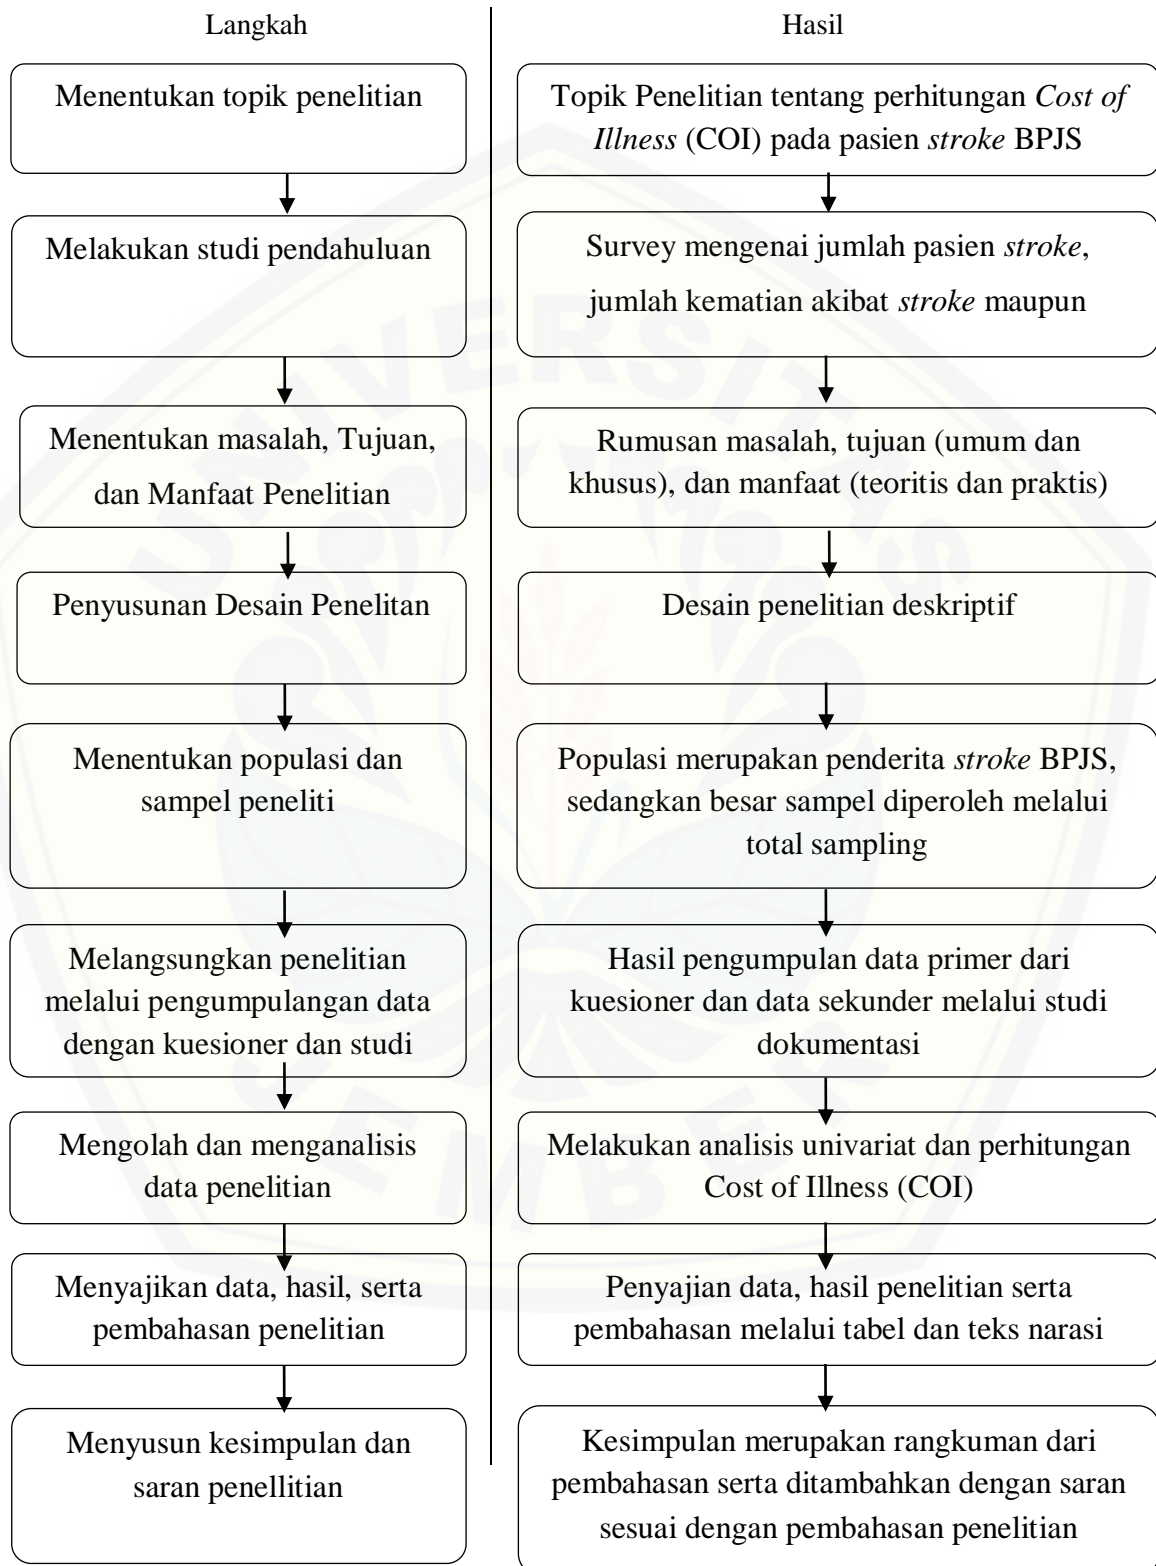 Langkah
Hasil
Menentukan topik penelitian
Topik Penelitian tentang perhitungan Cost of
Illness (COI) pada pasien stroke BPJS
Melakukan studi pendahuluan
Survey mengenai jumlah pasien stroke,
jumlah kematian akibat stroke maupun
Menentukan masalah, Tujuan,
dan Manfaat Penelitian
Rumusan masalah, tujuan (umum dan
khusus), dan manfaat (teoritis dan praktis)
Penyusunan Desain Penelitan
Desain penelitian deskriptif
Menentukan populasi dan
sampel peneliti
Populasi merupakan penderita stroke BPJS,
sedangkan besar sampel diperoleh melalui
total sampling
Melangsungkan penelitian
melalui pengumpulangan data
dengan kuesioner dan studi
Hasil pengumpulan data primer dari
kuesioner dan data sekunder melalui studi
dokumentasi
Mengolah dan menganalisis
data penelitian
Melakukan analisis univariat dan perhitungan
Cost of Illness (COI)
Menyajikan data, hasil, serta
pembahasan penelitian
Penyajian data, hasil penelitian serta
pembahasan melalui tabel dan teks narasi
Menyusun kesimpulan dan
saran penellitian
Kesimpulan merupakan rangkuman dari
pembahasan serta ditambahkan dengan saran
sesuai dengan pembahasan penelitian
UNIVERSITAS
JEMBER